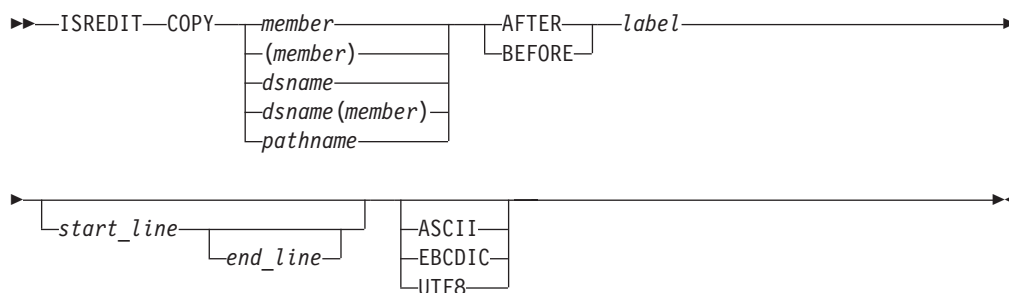 ISREDIT COPY member AFTER label
(member) BEFORE
dsname
dsname(member)
pathname
start_line ASCII
end_line EBCDIC
UTF8